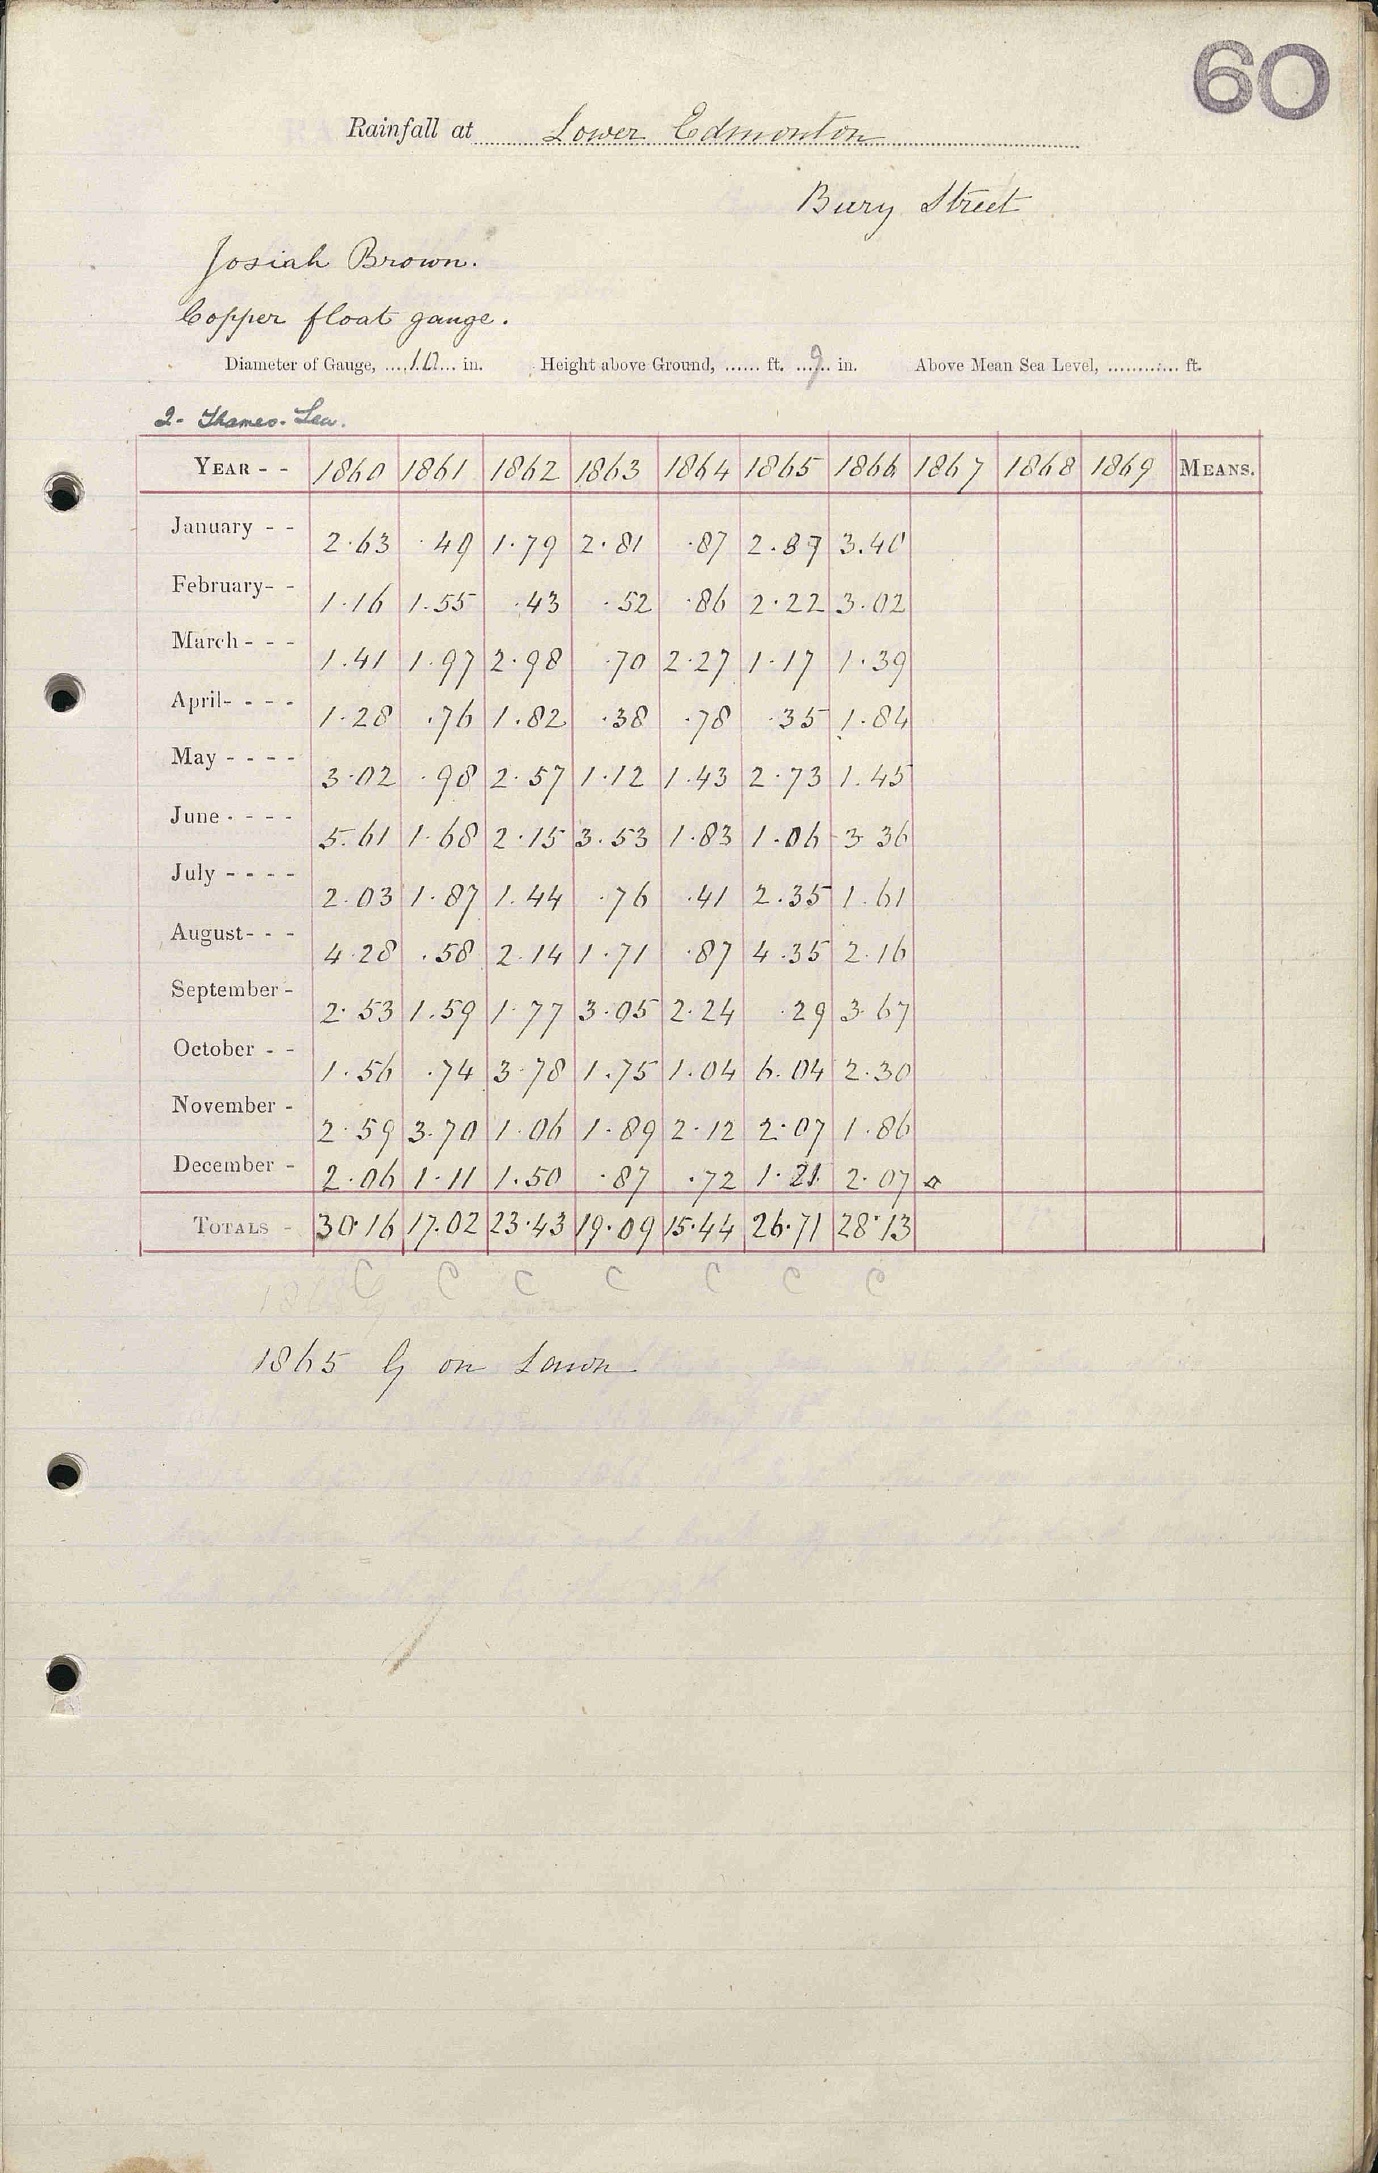 60
Rainfall at Lower Edmonton
Bury Street
Josiah Brown.
Copper float gauge.
Diameter of Gauge, ....10.... in. Height above Ground, ...... ft. ..9.. in. Above Mean Sea Level, ............ ft.
2- Thames-Lea.
YEAR - - 1860 1861 1862 1863 1864 1865 1866 1867 1868 1869 MEANS.
January - - 2.63 .49 1.79 2.81 .87 2.87 3.40
February- - 1.16 1.55 .43 .52 .86 2.22 3.02
March - - - 1.41 1.97 2.98 .70 2.27 1.17 1.39
April- - - - 1.28 .76 1.82 .38 .78 .35 1.84
May - - - - 3.02 .98 2.57 1.12 1.43 2.73 1.45
June - - - - 5.61 1.68 2.15 3.53 1.83 1.06 3.36
July - - - - 2.03 1.87 1.44 .76 .41 2.35 1.61
August- - - 4.28 .58 2.14 1.71 .87 4.35 2.16
September - 2.53 1.59 1.77 3.05 2.24 .29 3.67
October - - 1.56 .74 3.78 1.75 1.04 6.04 2.30
November - 2.59 3.70 1.06 1.89 2.12 2.07 1.86
December - 2.06 1.11 1.50 .87 .72 1.21 2.07
TOTALS - 30.16 17.02 23.43 19.09 15.44 26.71 28.13
C C C C C C C
1865 G on Lawn